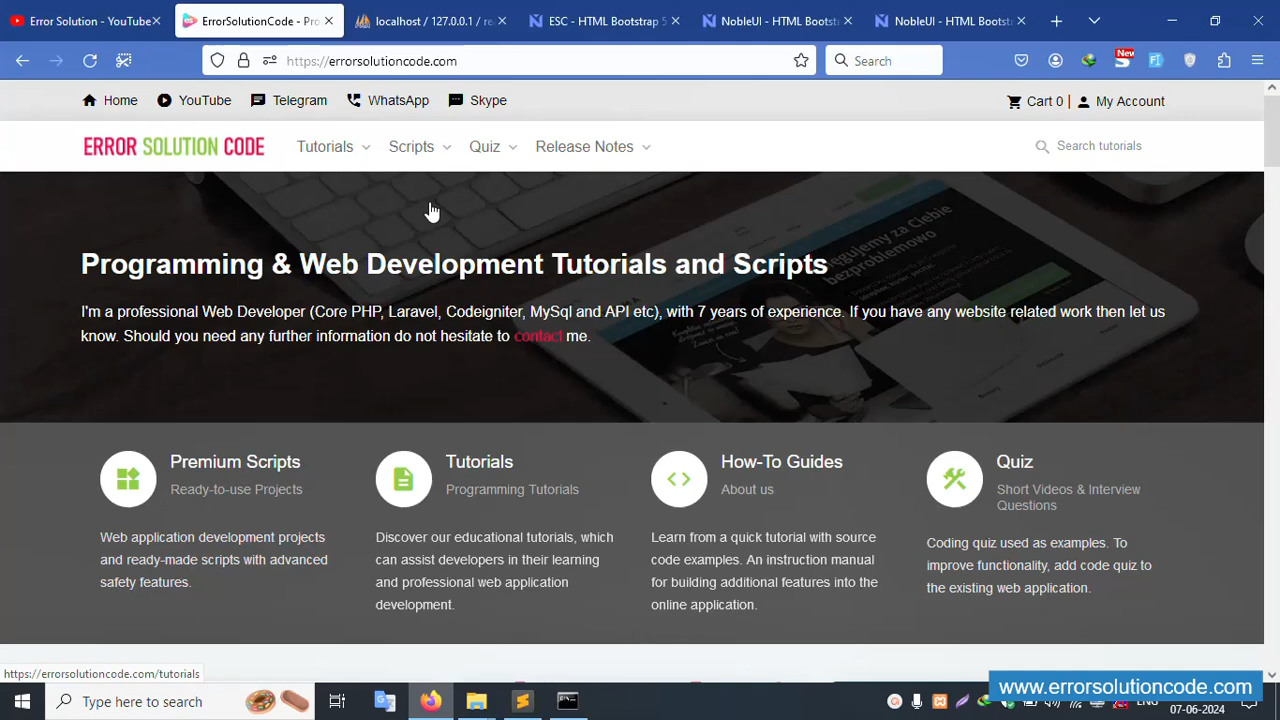 Error Solution - YouTube
ErrorSolutionCode - Pro
localhost / 127.0.0.1 / re
ESC - HTML Bootstrap 5
NobleUI - HTML Bootst
NobleUI - HTML Bootst
https://errorsolutioncode.com
Search
New
Home
YouTube
Telegram
WhatsApp
Skype
Cart 0 |
My Account
ERROR SOLUTION CODE
Tutorials
Scripts
Quiz
Release Notes
Search tutorials
Programming & Web Development Tutorials and Scripts
I'm a professional Web Developer (Core PHP, Laravel, Codeigniter, MySql and API etc), with 7 years of experience. If you have any website related work then let us
know. Should you need any further information do not hesitate to contact me.
Premium Scripts
Ready-to-use Projects
Web application development projects
and ready-made scripts with advanced
safety features.
Tutorials
Programming Tutorials
Discover our educational tutorials, which
can assist developers in their learning
and professional web application
development.
How-To Guides
About us
Learn from a quick tutorial with source
code examples. An instruction manual
for building additional features into the
online application.
Quiz
Short Videos & Interview
Questions
Coding quiz used as examples. To
improve functionality, add code quiz to
the existing web application.
https://errorsolutioncode.com/tutorials
Type here to search
www.errorsolutioncode.com
ENG
07-06-2024